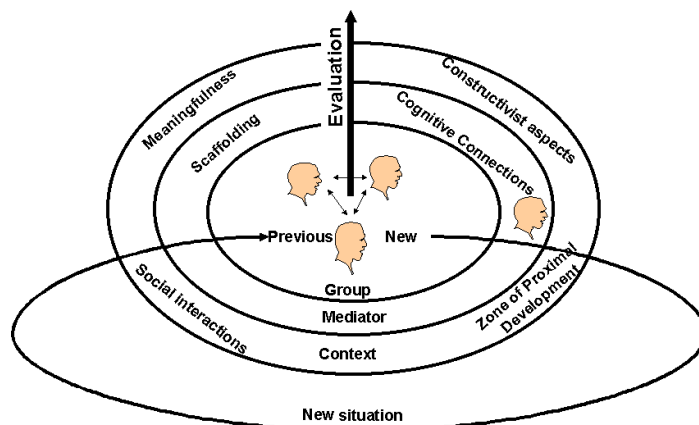 Evaluation
Meaningfulness
Constructivist aspects
Scaffolding
Cognitive Connections
Previous
New
Group
Mediator
Context
Social interactions
Zone of Proximal
Development
New situation